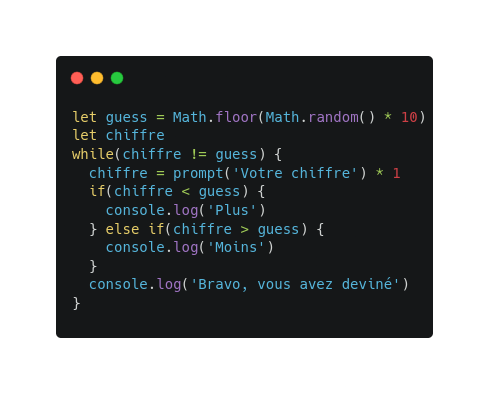 let guess = Math.floor(Math.random() * 10)
let chiffre
while(chiffre != guess) {
  chiffre = prompt('Votre chiffre') * 1
  if(chiffre < guess) {
    console.log('Plus')
  } else if(chiffre > guess) {
    console.log('Moins')
  }
  console.log('Bravo, vous avez deviné')
}